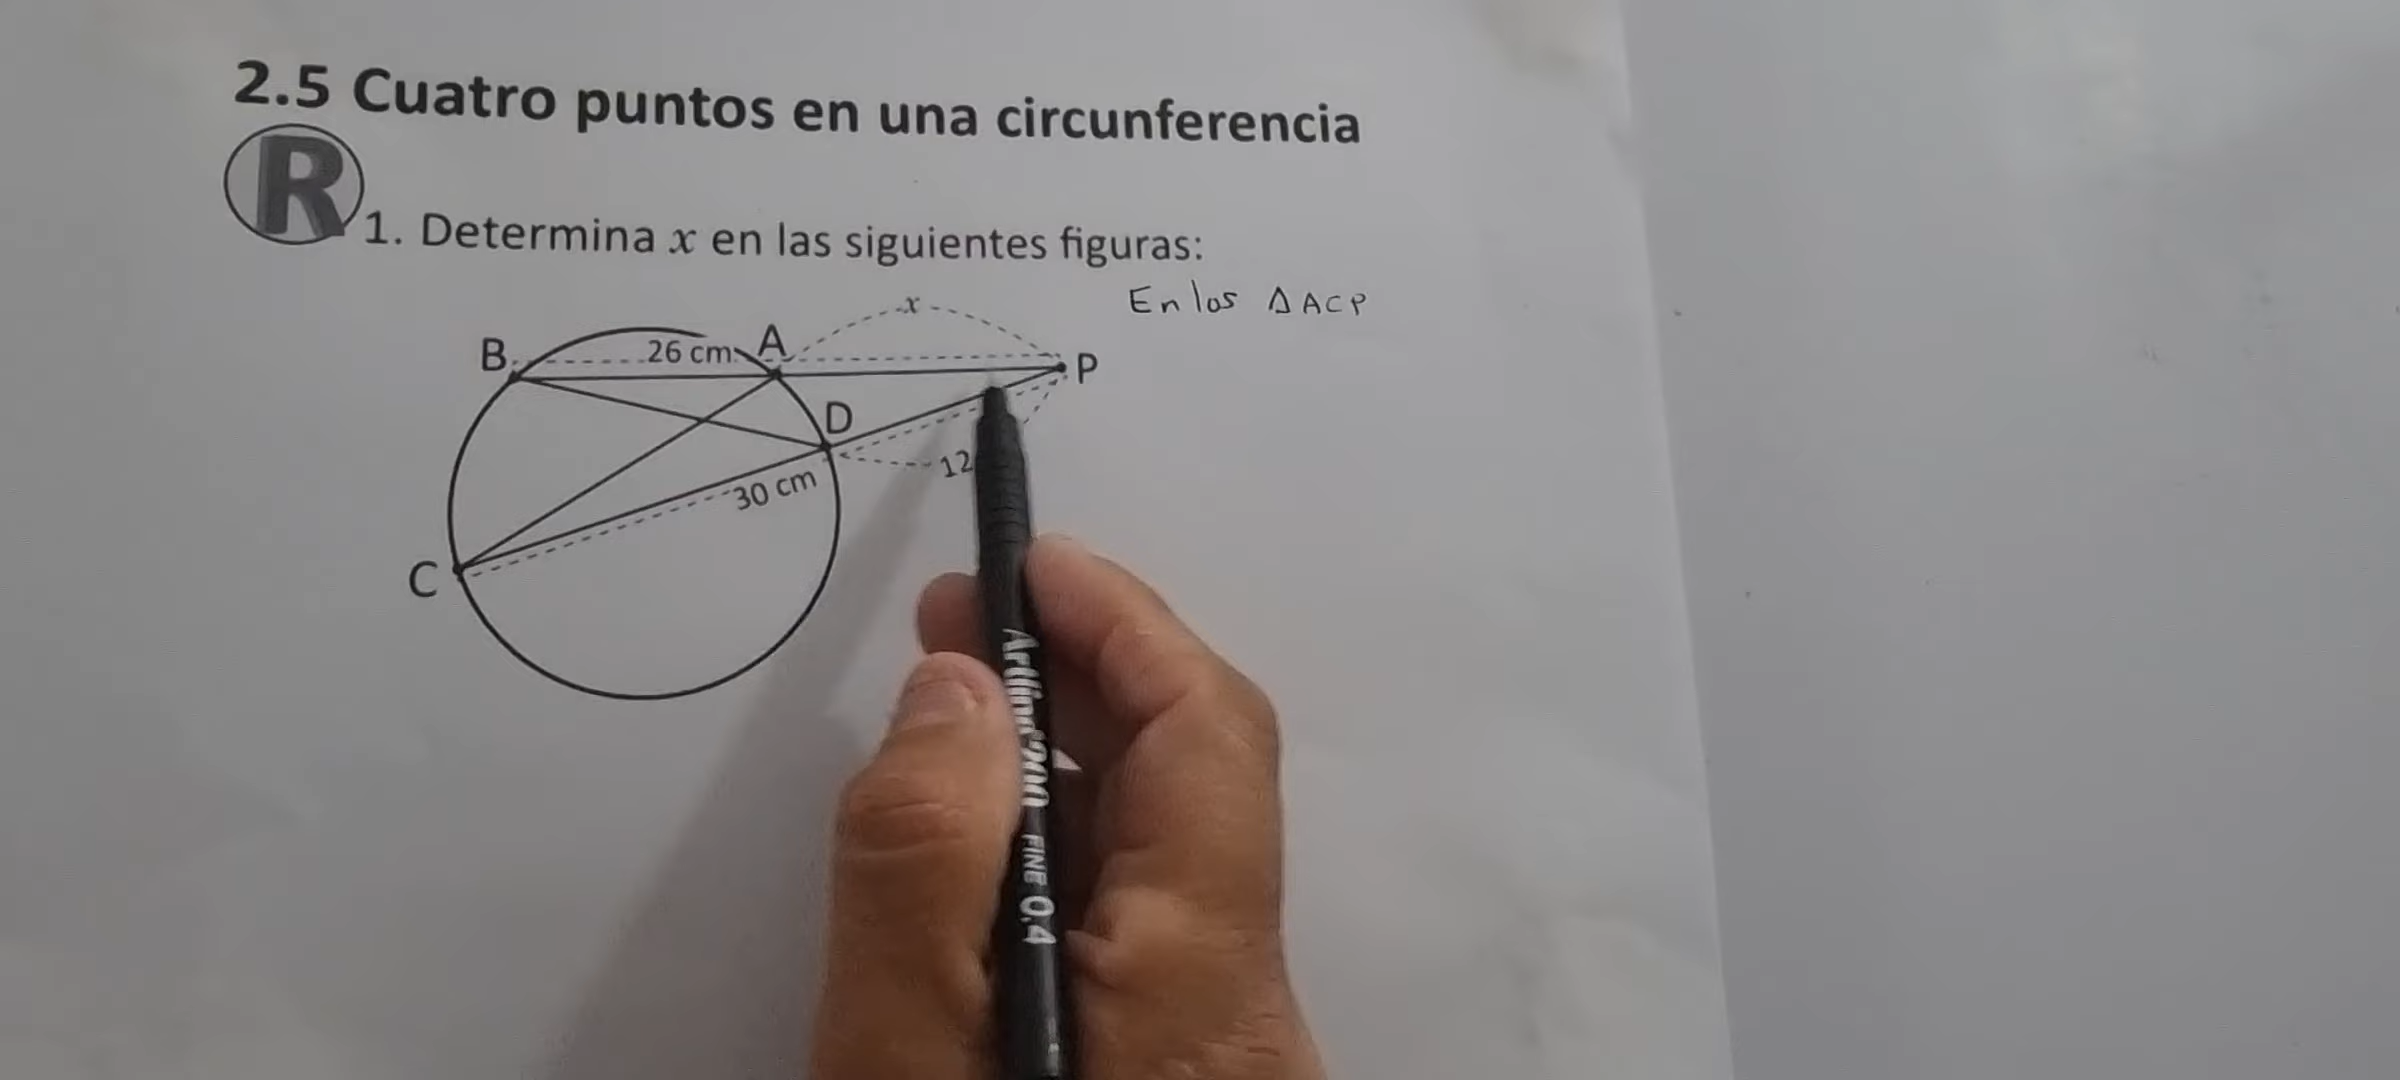 2.5 Cuatro puntos en una circunferencia
R
1. Determina x en las siguientes figuras:
En los Δ ACP
x
B
26 cm
A
P
D
12
30 cm
C
Artline 200 FINE 0,4